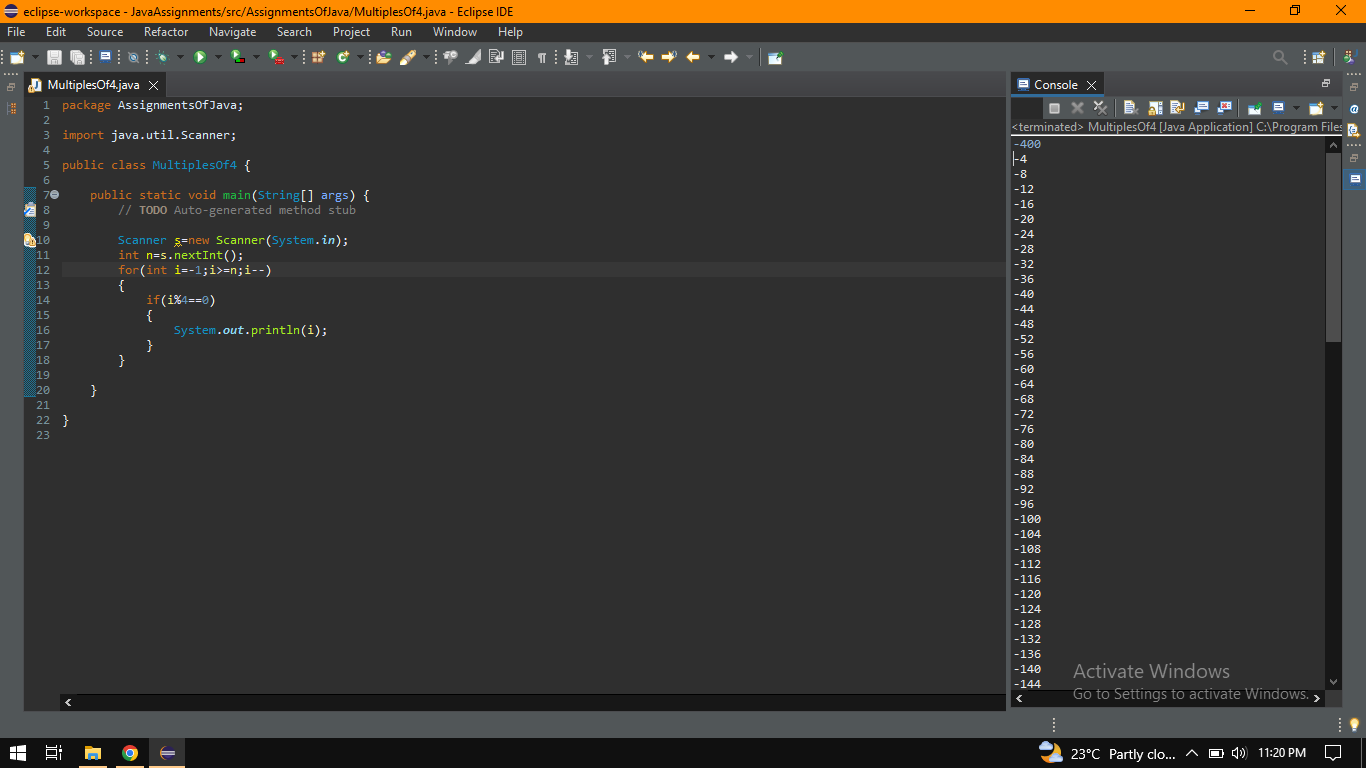 eclipse-workspace - JavaAssignments/src/AssignmentsOfJava/MultiplesOf4.java - Eclipse IDE
File Edit Source Refactor Navigate Search Project Run Window Help
MultiplesOf4.java
1 package AssignmentsOfJava;
2
3 import java.util.Scanner;
4
5 public class MultiplesOf4 {
6
7 public static void main(String[] args) {
8 // TODO Auto-generated method stub
9
10 Scanner s=new Scanner(System.in);
11 int n=s.nextInt();
12 for(int i=-1;i>=n;i--)
13 {
14 if(i%4==0)
15 {
16 System.out.println(i);
17 }
18 }
19
20 }
21
22 }
23
Console
<terminated> MultiplesOf4 [Java Application] C:\Program Files
-400
-4
-8
-12
-16
-20
-24
-28
-32
-36
-40
-44
-48
-52
-56
-60
-64
-68
-72
-76
-80
-84
-88
-92
-96
-100
-104
-108
-112
-116
-120
-124
-128
-132
-136
-140
-144
Activate Windows
Go to Settings to activate Windows.
23°C Partly clo... 11:20 PM